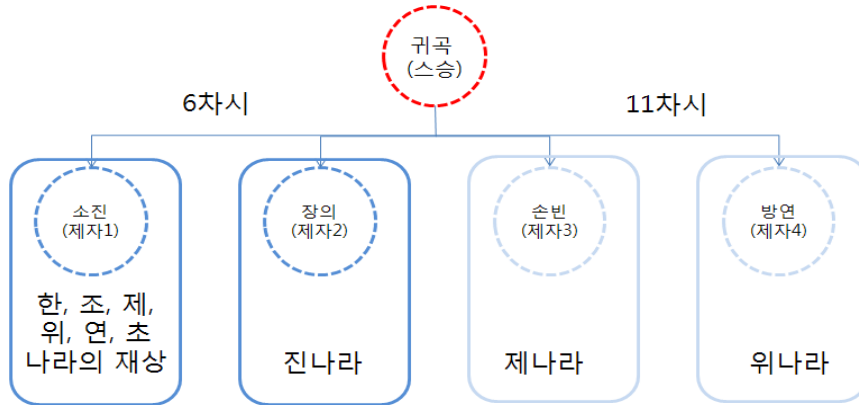 귀곡
(스승)
6차시
11차시
소진
(제자1)
장의
(제자2)
손빈
(제자3)
방연
(제자4)
한, 조, 제,
위, 연, 초
나라의 재상
진나라
제나라
위나라